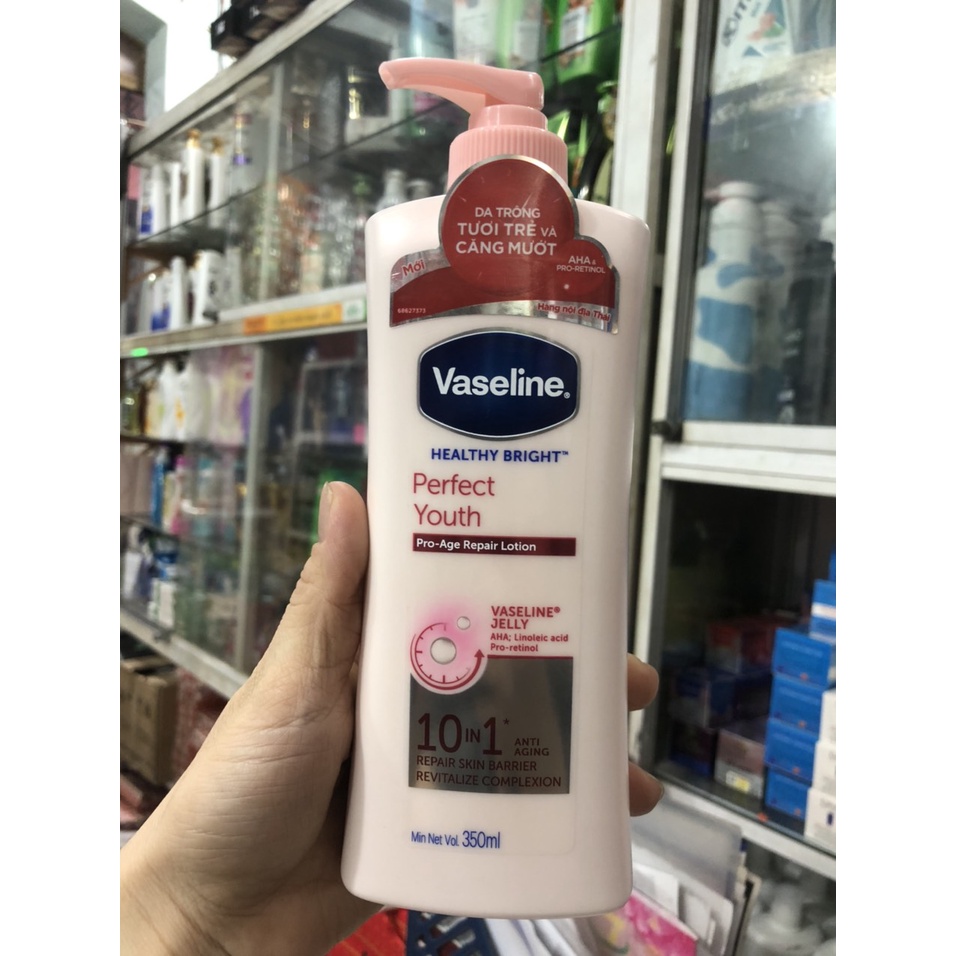 DA TRÔNG
TƯƠI TRẺ VÀ
CĂNG MƯỚT
AHA &
PRO-RETINOL
Mới
68627373
Hàng nội địa Thái
Vaseline®
HEALTHY BRIGHT™
Perfect
Youth
Pro-Age Repair Lotion
VASELINE®
JELLY
AHA; Linoleic acid
Pro-retinol
10 IN 1* ANTI
AGING
REPAIR SKIN BARRIER
REVITALIZE COMPLEXION
Min Net Vol. 350ml